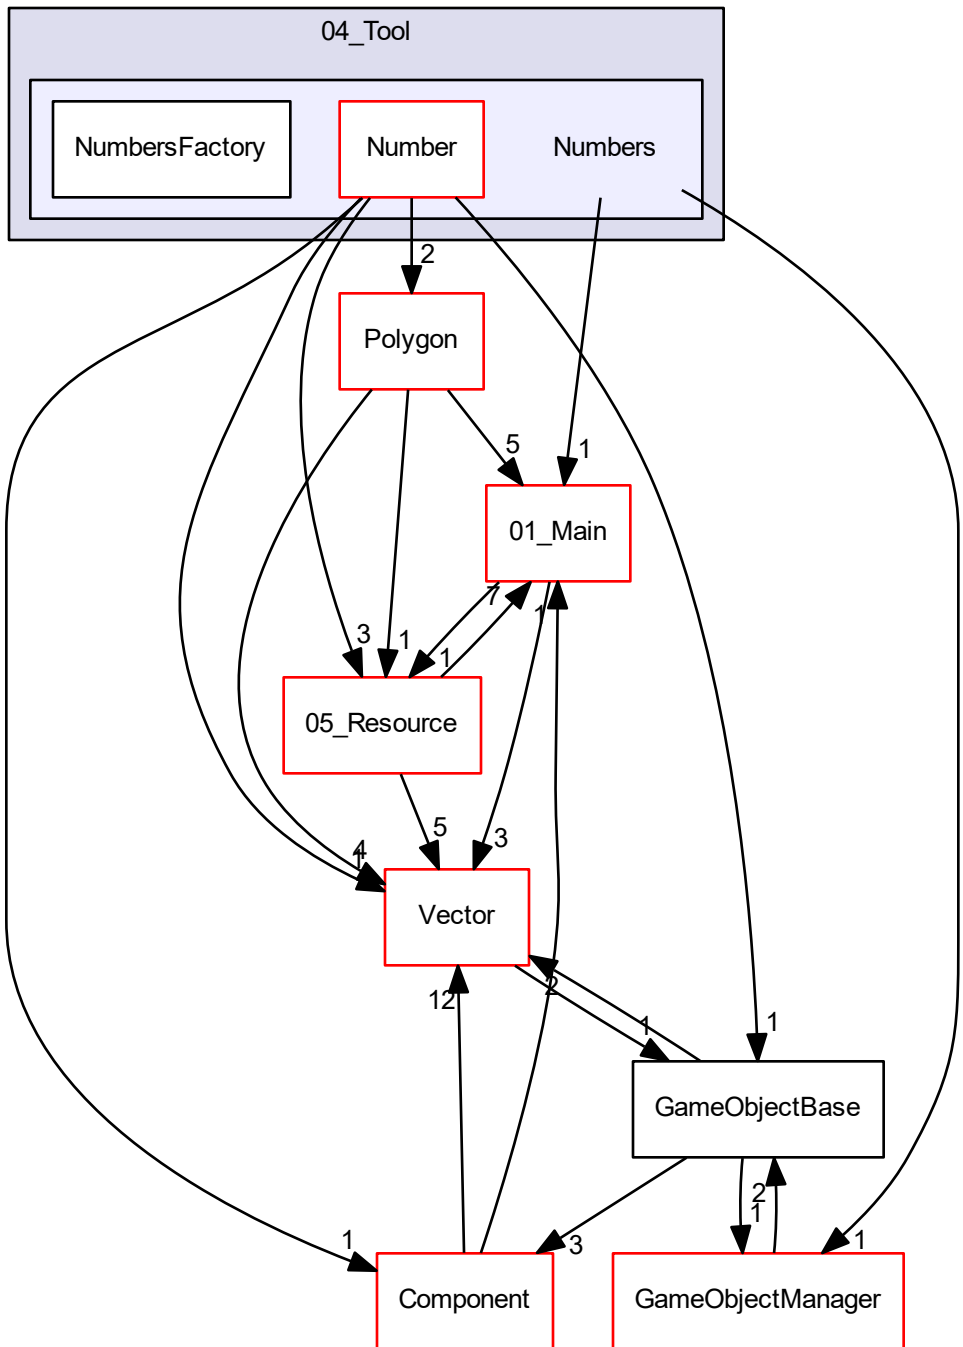 04_Tool
NumbersFactory
Number
Numbers
2
Polygon
5
1
01_Main
7
1
3
1
1
05_Resource
5
3
4
1
Vector
12
2
1
1
GameObjectBase
2
1
1
3
1
Component
GameObjectManager